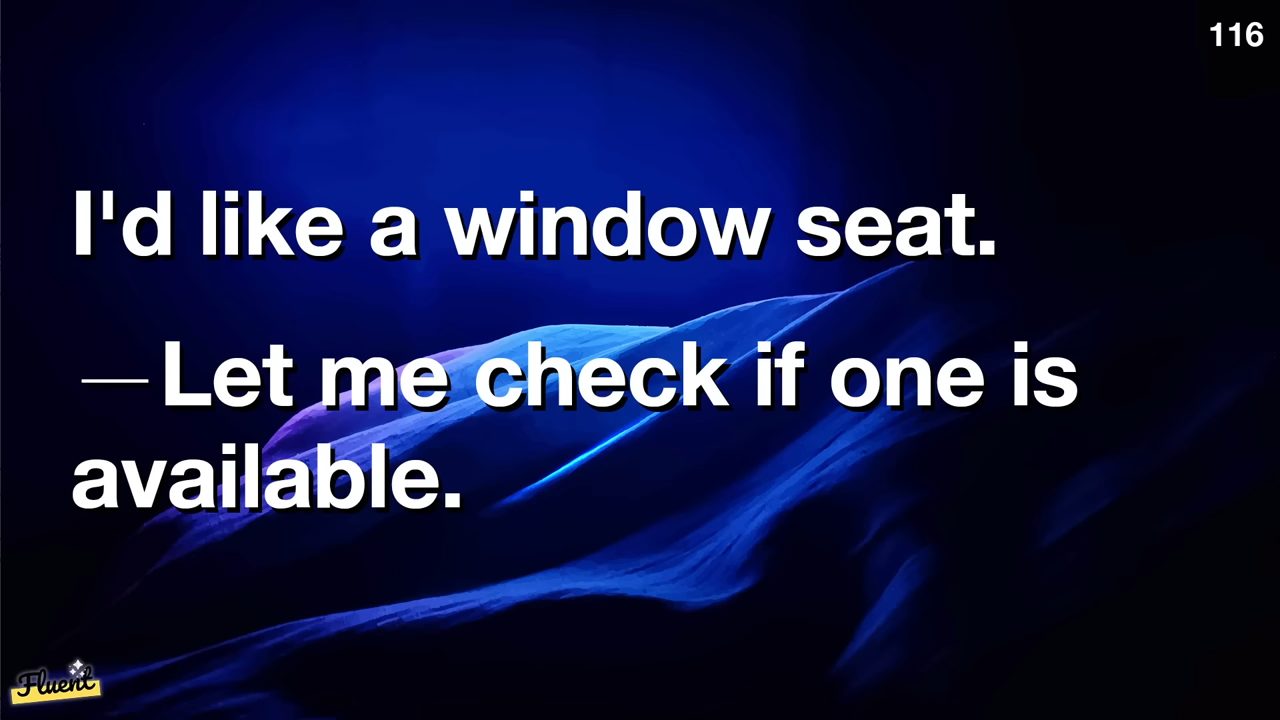 116
I'd like a window seat.
— Let me check if one is
available.
Fluent